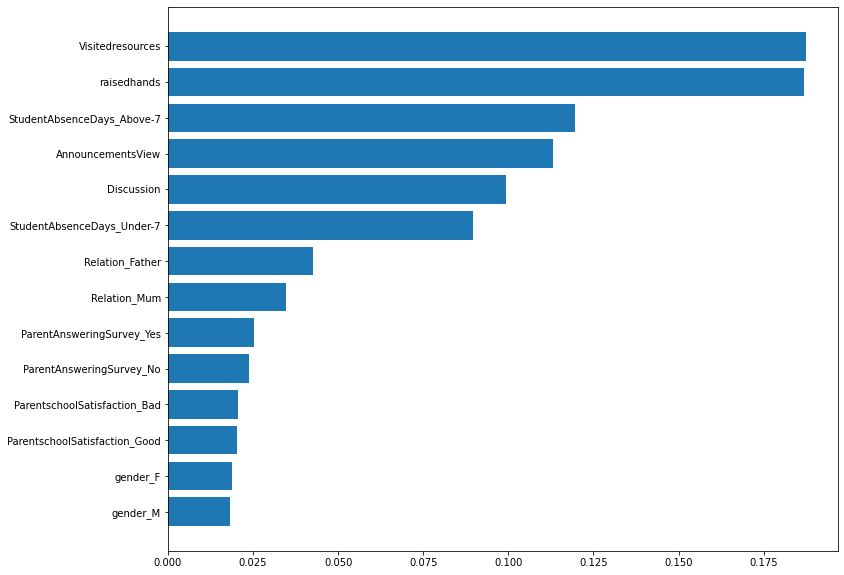 Visitedresources
raisedhands
StudentAbsenceDays_Above-7
AnnouncementsView
Discussion
StudentAbsenceDays_Under-7
Relation_Father
Relation_Mum
ParentAnsweringSurvey_Yes
ParentAnsweringSurvey_No
ParentschoolSatisfaction_Bad
ParentschoolSatisfaction_Good
gender_F
gender_M
0.000 0.025 0.050 0.075 0.100 0.125 0.150 0.175